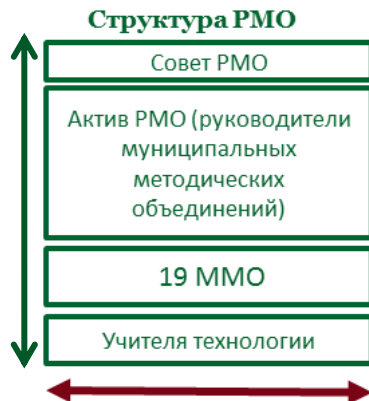 Структура РМО
Совет РМО
Актив РМО (руководители
муниципальных
методических
объединений)
19 ММО
Учителя технологии